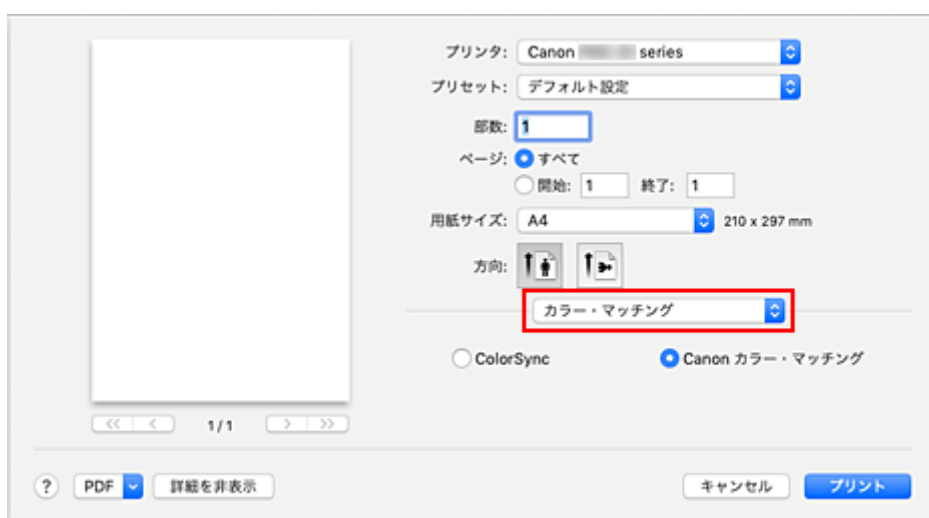 プリンタ: Canon series
プリセット: デフォルト設定
部数: 1
ページ: すべて
開始: 1 終了: 1
用紙サイズ: A4 210 x 297 mm
方向:
カラー・マッチング
ColorSync Canon カラー・マッチング
<< < 1/1 > >>
? PDF 詳細を非表示 キャンセル プリント